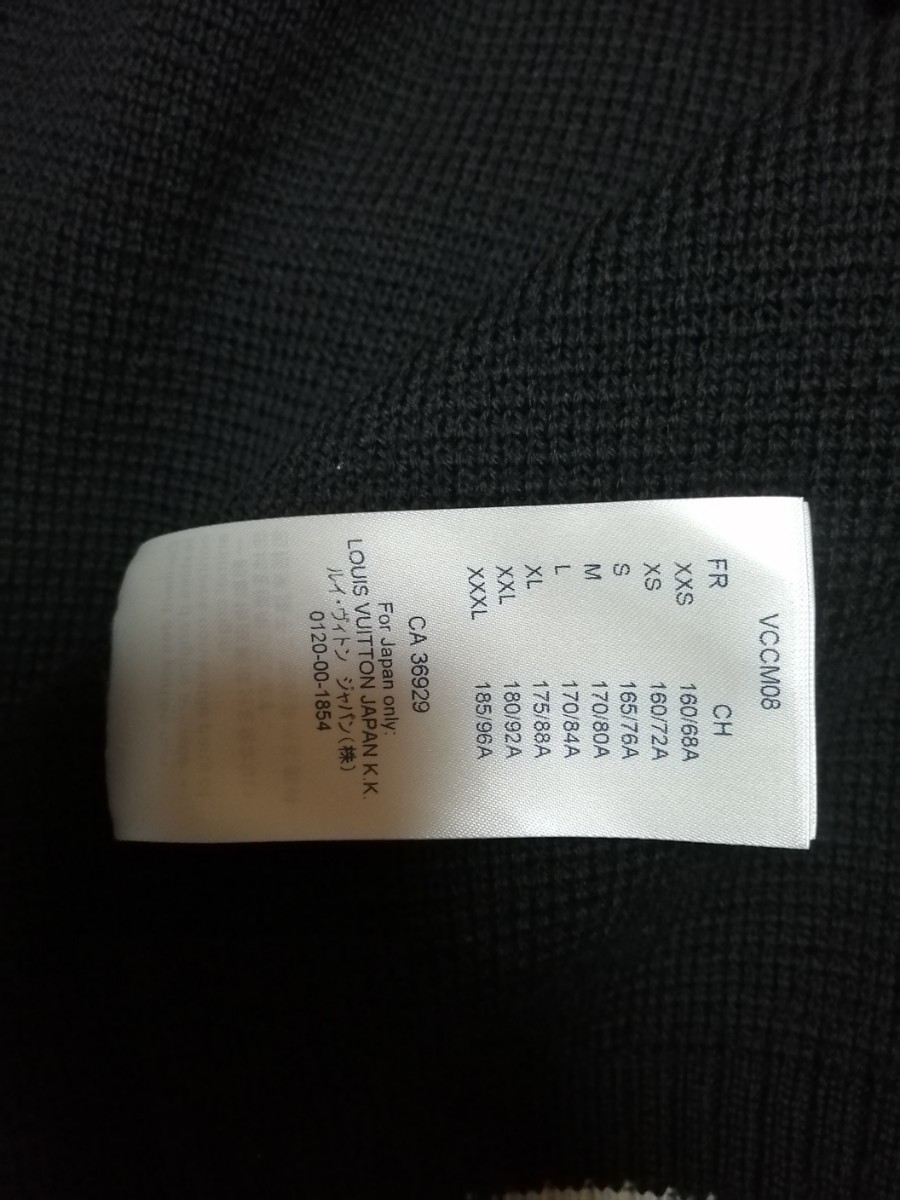 VCCM08
FR CH
XXS 160/68A
XS 160/72A
S 165/76A
M 170/80A
L 170/84A
XL 175/88A
XXL 180/92A
XXXL 185/96A
CA 36929
For Japan only:
LOUIS VUITTON JAPAN K.K.
ルイ・ヴィトン ジャパン(株)
0120-00-1854